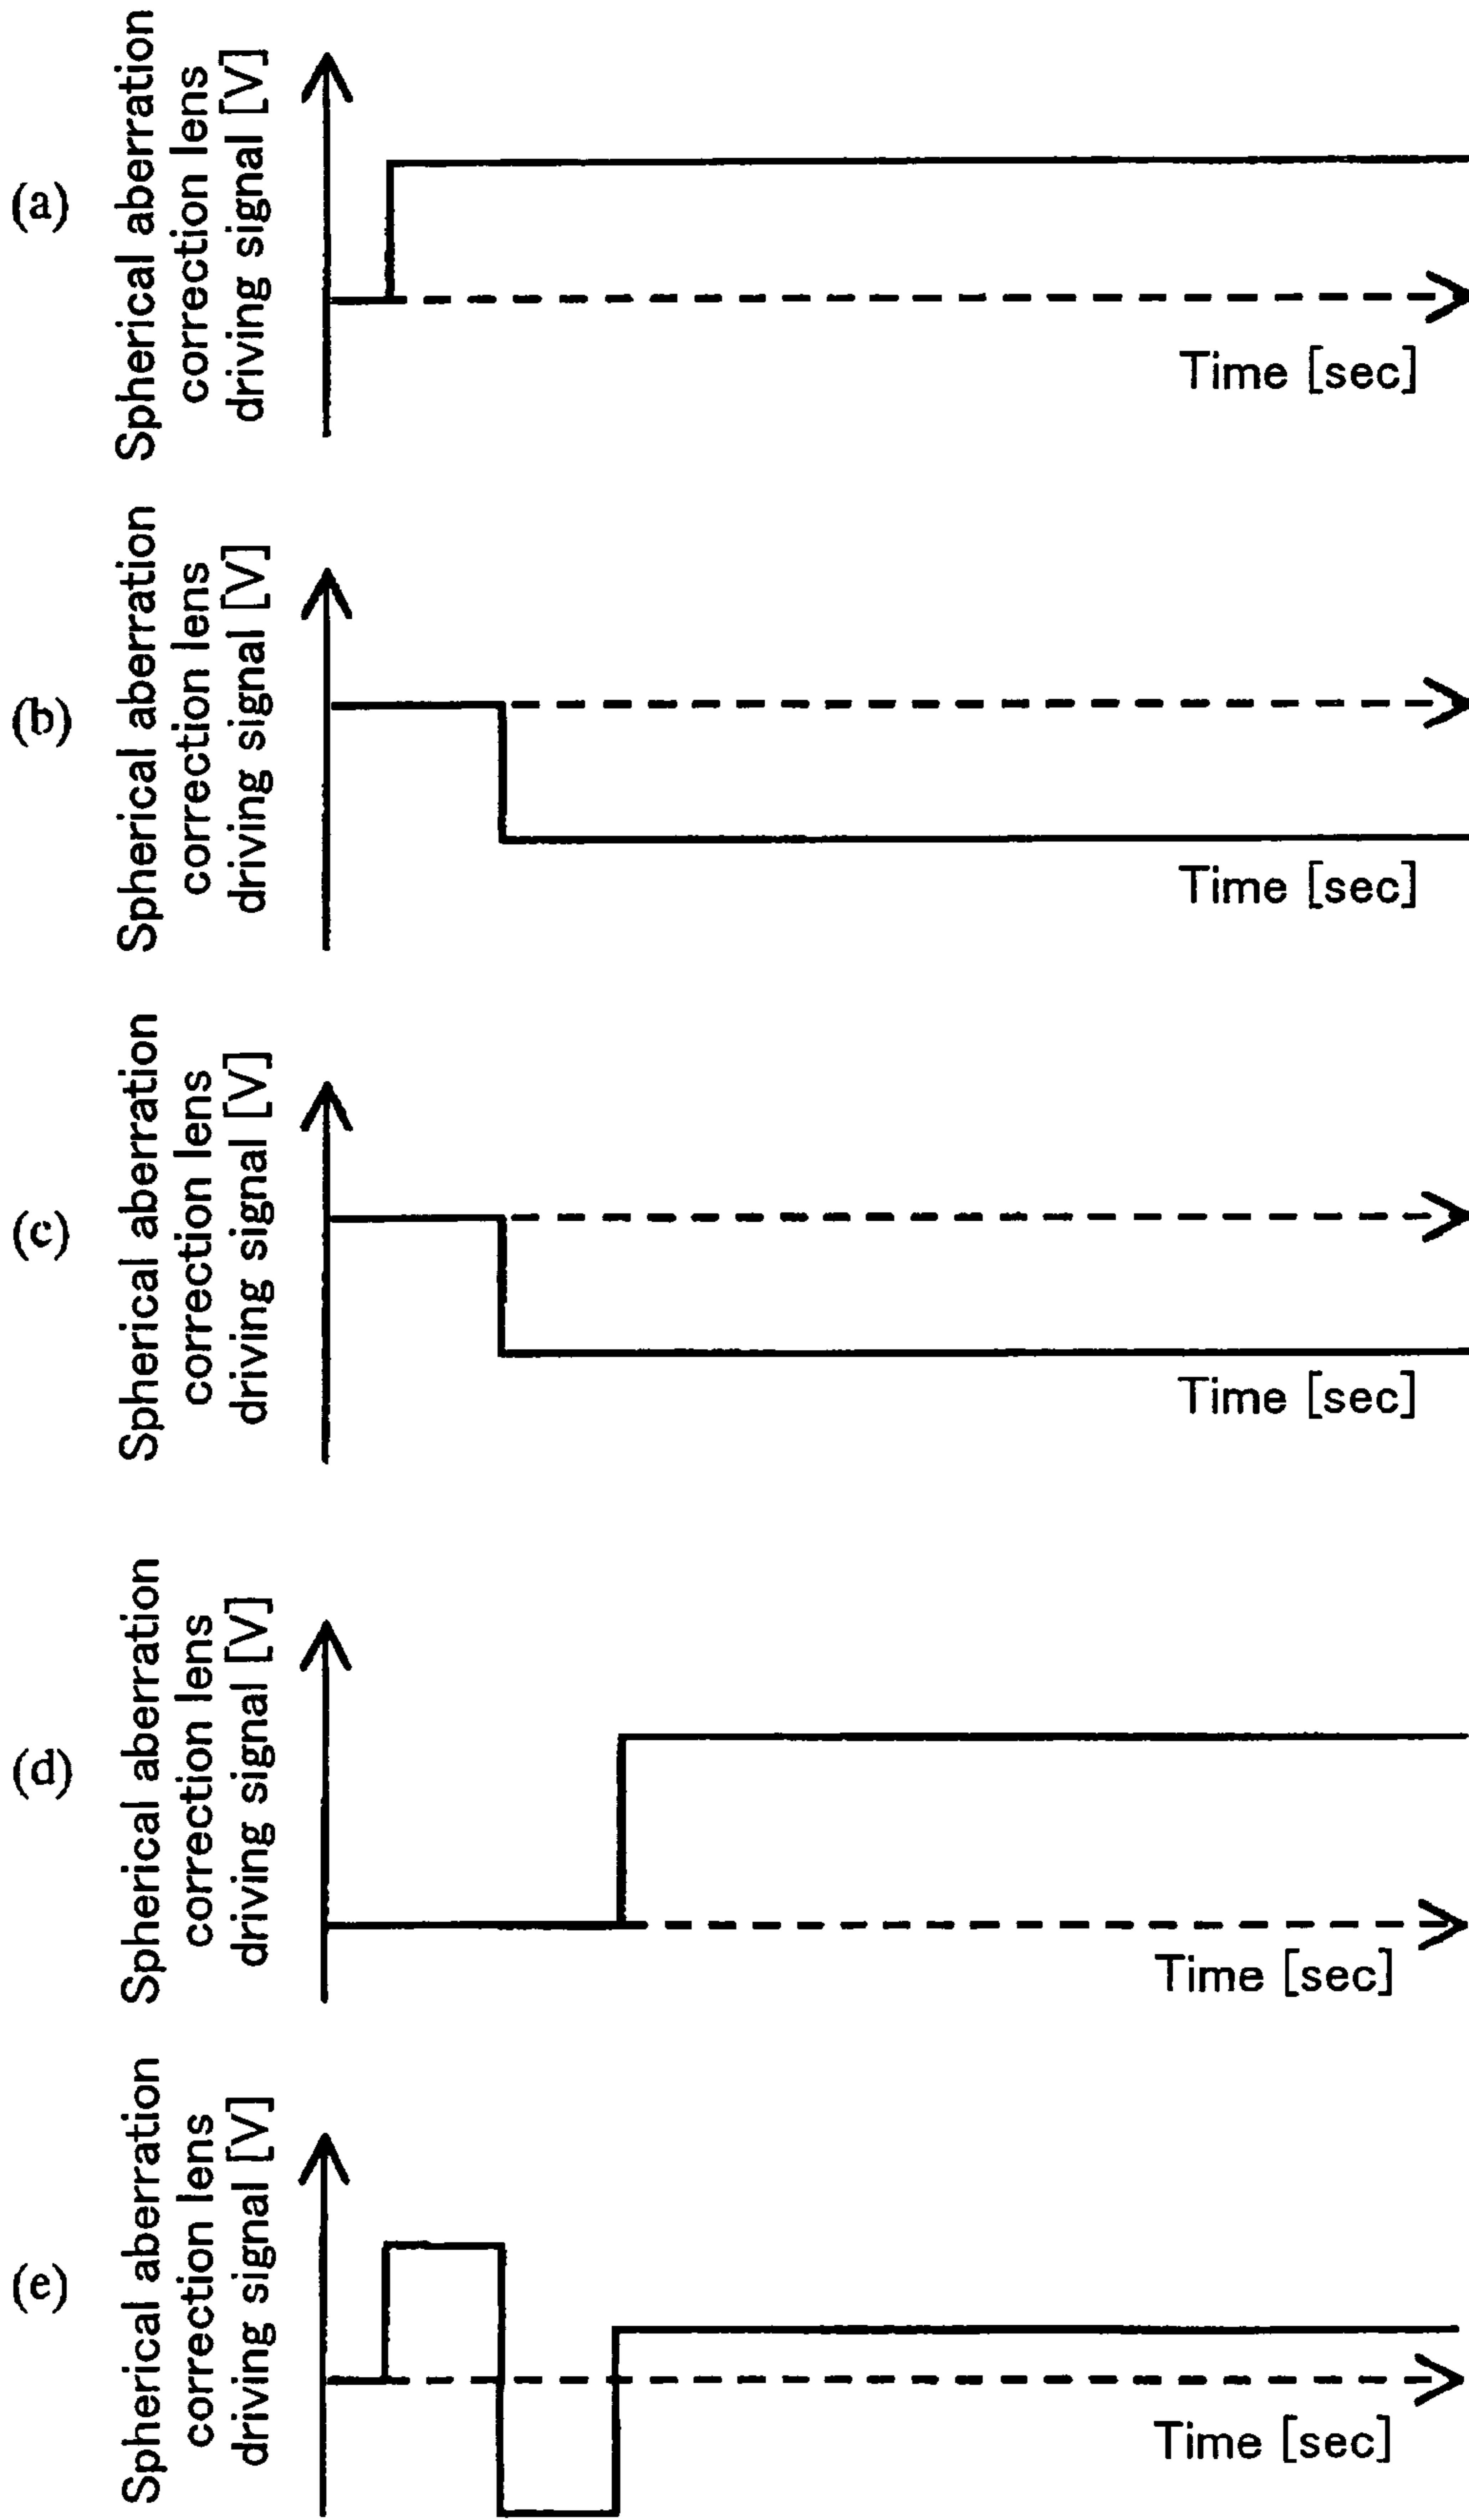 (a)
Spherical aberration
correction lens
driving signal [V]
Time [sec]
(b)
Spherical aberration
correction lens
driving signal [V]
Time [sec]
(c)
Spherical aberration
correction lens
driving signal [V]
Time [sec]
(d)
Spherical aberration
correction lens
driving signal [V]
Time [sec]
(e)
Spherical aberration
correction lens
driving signal [V]
Time [sec]